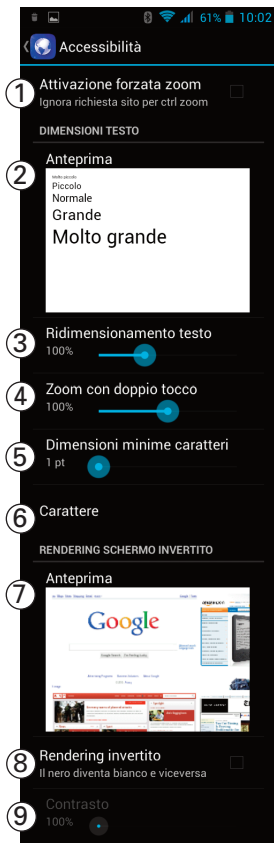 61% 10:02
Accessibilità
1 Attivazione forzata zoom
Ignora richiesta sito per ctrl zoom
DIMENSIONI TESTO
2 Anteprima
Molto piccolo
Piccolo
Normale
Grande
Molto grande
3 Ridimensionamento testo
100%
4 Zoom con doppio tocco
100%
5 Dimensioni minime caratteri
1 pt
6 Carattere
RENDERING SCHERMO INVERTITO
7 Anteprima
Google
8 Rendering invertito
Il nero diventa bianco e viceversa
9 Contrasto
100%